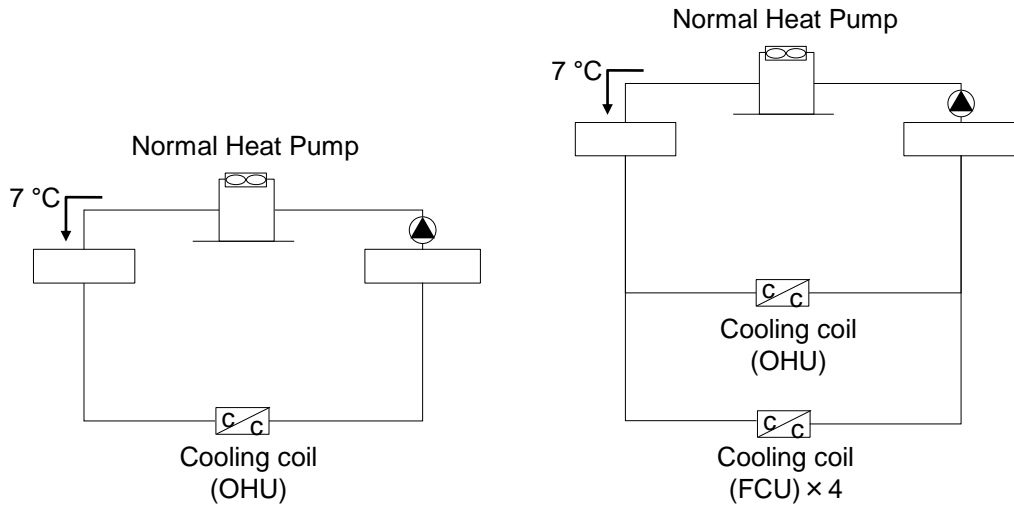 Normal Heat Pump
7 °C
C
C
Cooling coil
(OHU)
Normal Heat Pump
7 °C
C
C
Cooling coil
(OHU)
C
C
Cooling coil
(FCU) × 4